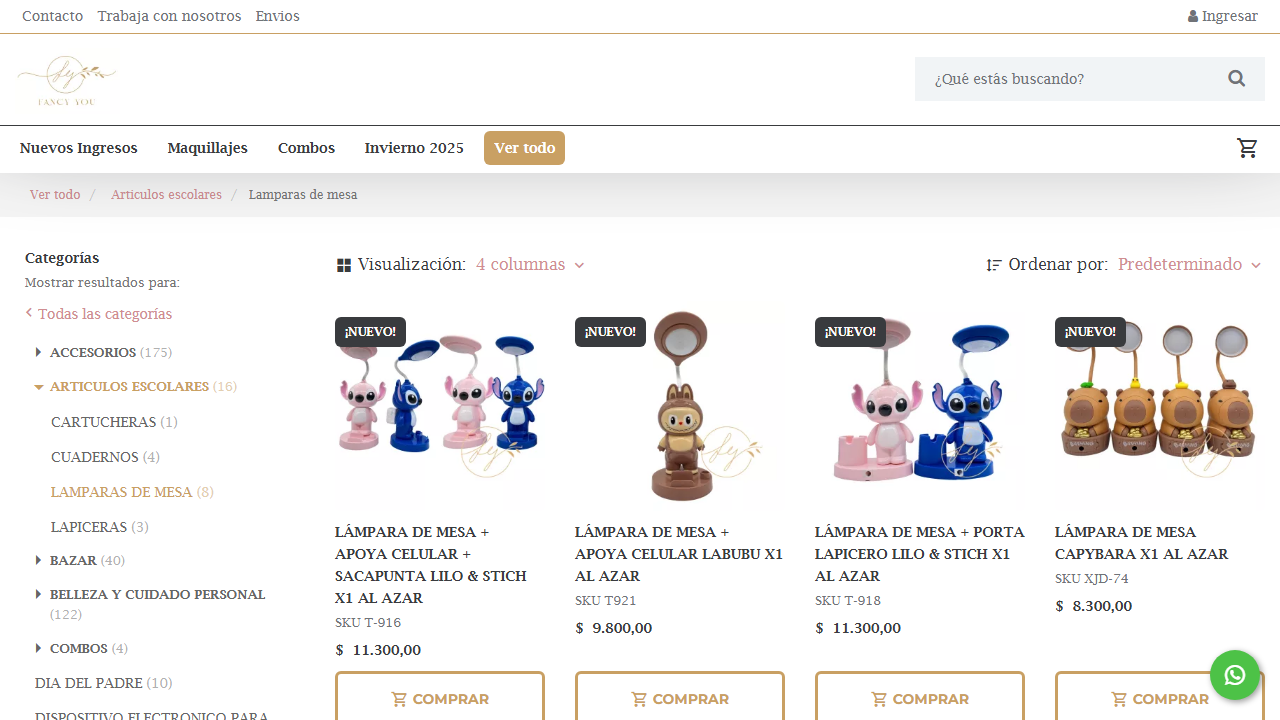 Contacto Trabaja con nosotros Envios Ingresar
FANCY YOU
¿Qué estás buscando?
Nuevos Ingresos Maquillajes Combos Invierno 2025 Ver todo
Ver todo / Articulos escolares / Lamparas de mesa
Categorías
Mostrar resultados para:
Todas las categorías
ACCESORIOS (175)
ARTICULOS ESCOLARES (16)
CARTUCHERAS (1)
CUADERNOS (4)
LAMPARAS DE MESA (8)
LAPICERAS (3)
BAZAR (40)
BELLEZA Y CUIDADO PERSONAL
(122)
COMBOS (4)
DIA DEL PADRE (10)
DISPOSITIVO ELECTRONICO PARA
Visualización: 4 columnas
Ordenar por: Predeterminado
¡NUEVO!
LÁMPARA DE MESA +
APOYA CELULAR +
SACAPUNTA LILO & STICH
X1 AL AZAR
SKU T-916
$ 11.300,00
COMPRAR
¡NUEVO!
LÁMPARA DE MESA +
APOYA CELULAR LABUBU X1
AL AZAR
SKU T921
$ 9.800,00
COMPRAR
¡NUEVO!
LÁMPARA DE MESA + PORTA
LAPICERO LILO & STICH X1
AL AZAR
SKU T-918
$ 11.300,00
COMPRAR
¡NUEVO!
LÁMPARA DE MESA
CAPYBARA X1 AL AZAR
SKU XJD-74
$ 8.300,00
COMPRAR